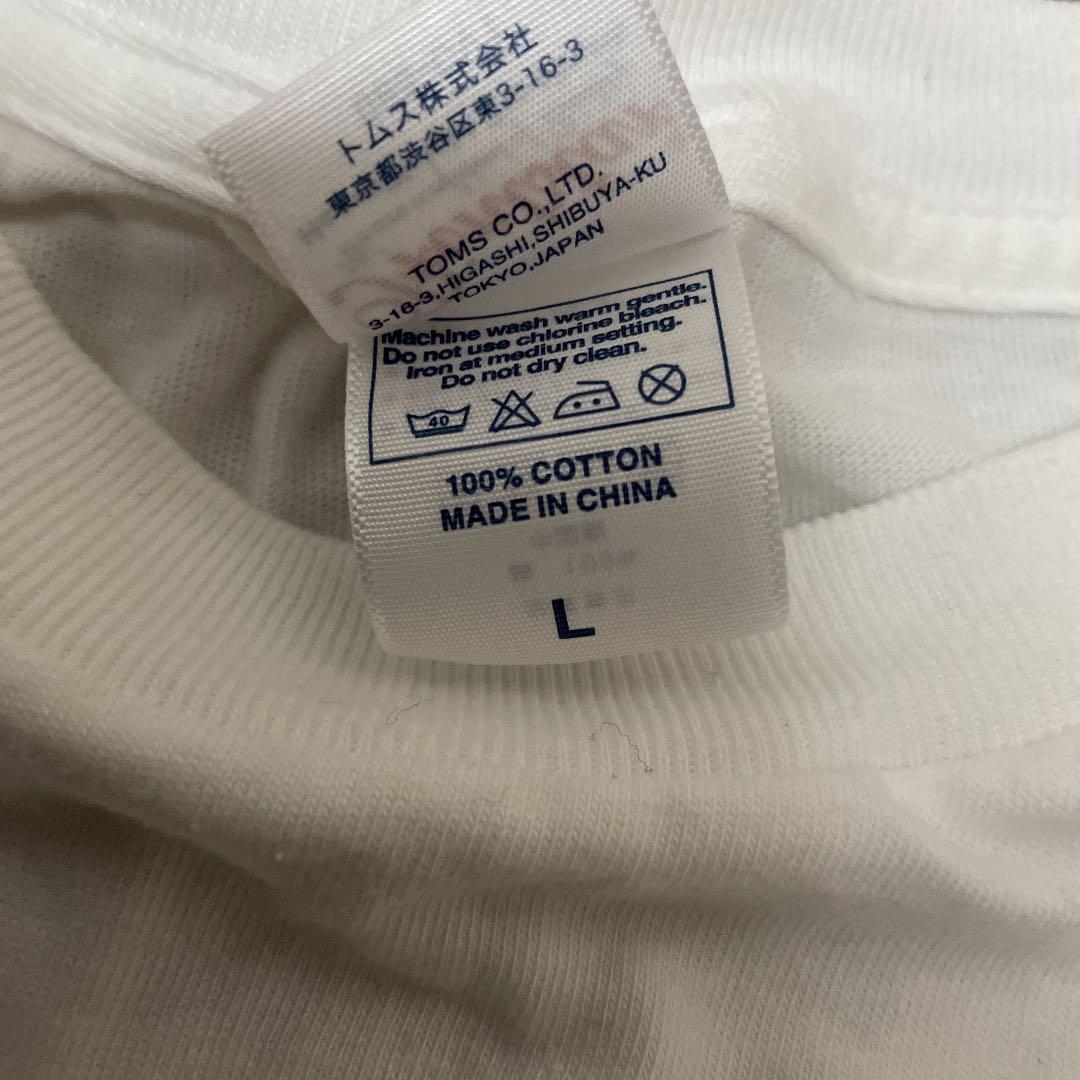 トムス株式会社
東京都渋谷区東3-16-3
TOMS CO.,LTD.
3-16-3,HIGASHI,SHIBUYA-KU
TOKYO,JAPAN
Machine wash warm gentle.
Do not use chlorine bleach.
Iron at medium setting.
Do not dry clean.
40
100% COTTON
MADE IN CHINA
L